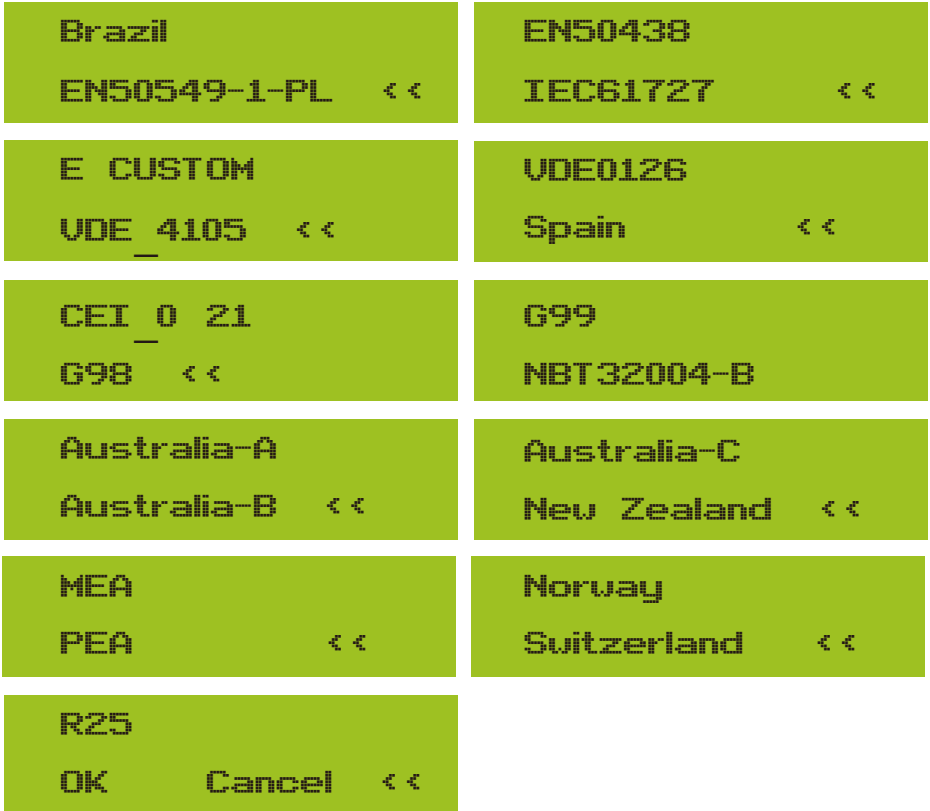 Brazil
EN50549-1-PL <<
EN50438
IEC61727 <<
E CUSTOM
VDE_4105 <<
VDE0126
Spain <<
CEI_0 21
G98 <<
G99
NBT32004-B
Australia-A
Australia-B <<
Australia-C
New Zealand <<
MEA
PEA <<
Norway
Switzerland <<
R25
OK Cancel <<